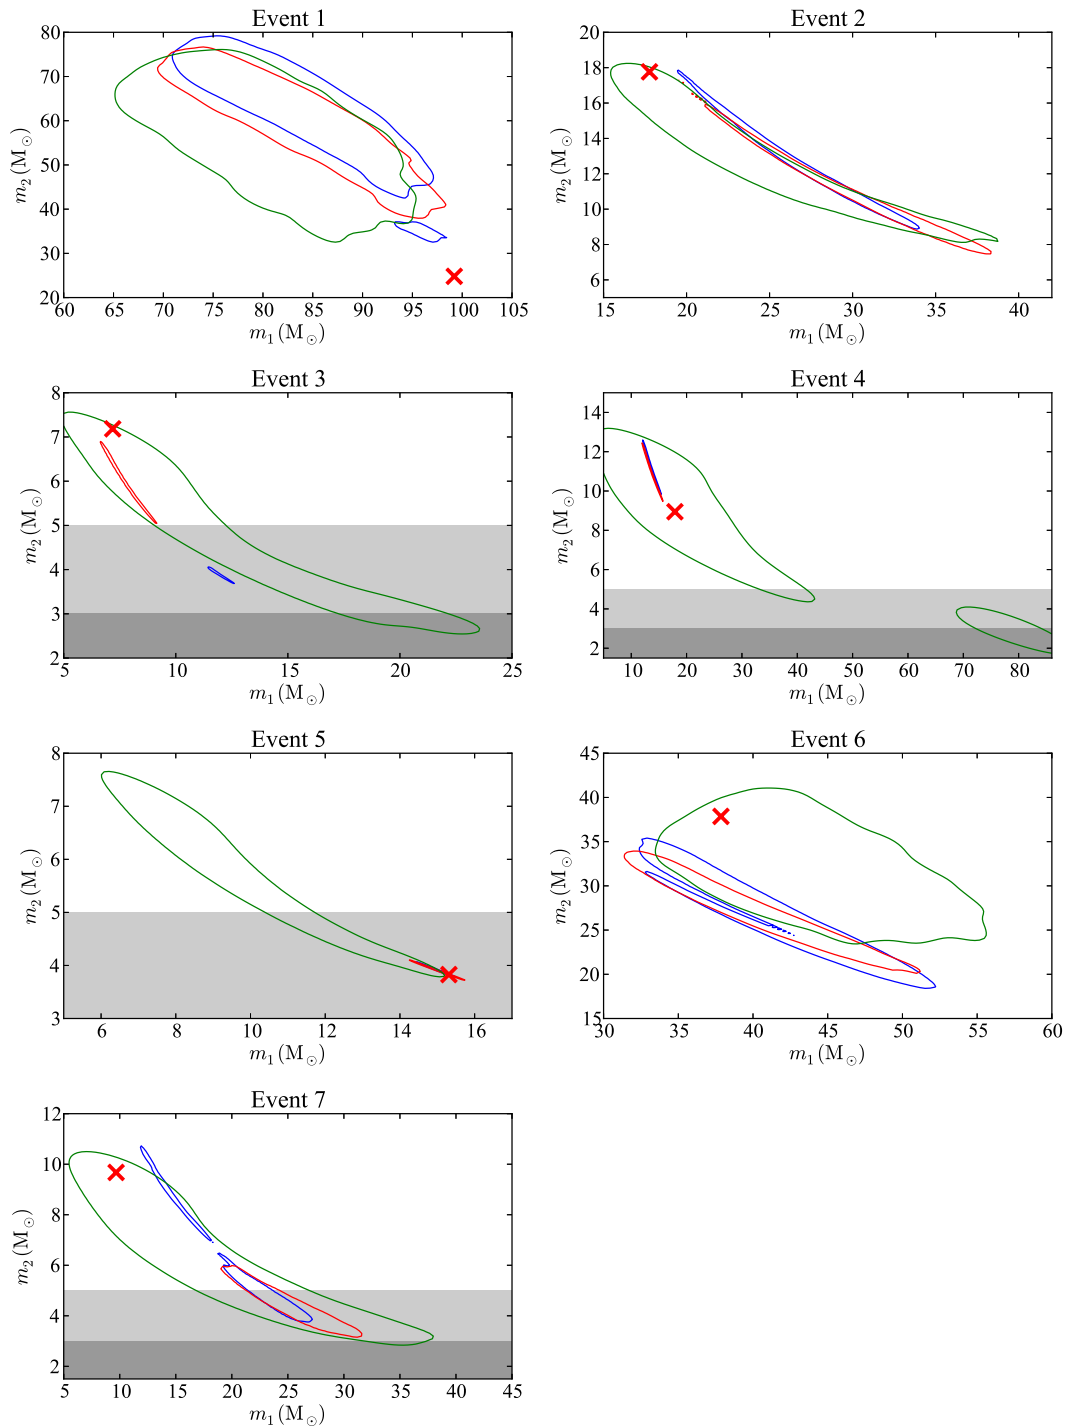 Event 1
80
70
60
50
40
30
20
60 65 70 75 80 85 90 95 100 105
m₂(M☉)
m₁(M☉)
Event 2
20
18
16
14
12
10
8
6
15 20 25 30 35 40
m₂(M☉)
m₁(M☉)
Event 3
8
7
6
5
4
3
2
5 10 15 20 25
m₂(M☉)
m₁(M☉)
Event 4
14
12
10
8
6
4
2
10 20 30 40 50 60 70 80
m₂(M☉)
m₁(M☉)
Event 5
8
7
6
5
4
3
6 8 10 12 14 16
m₂(M☉)
m₁(M☉)
Event 6
45
40
35
30
25
20
15
30 35 40 45 50 55 60
m₂(M☉)
m₁(M☉)
Event 7
12
10
8
6
4
2
5 10 15 20 25 30 35 40 45
m₂(M☉)
m₁(M☉)